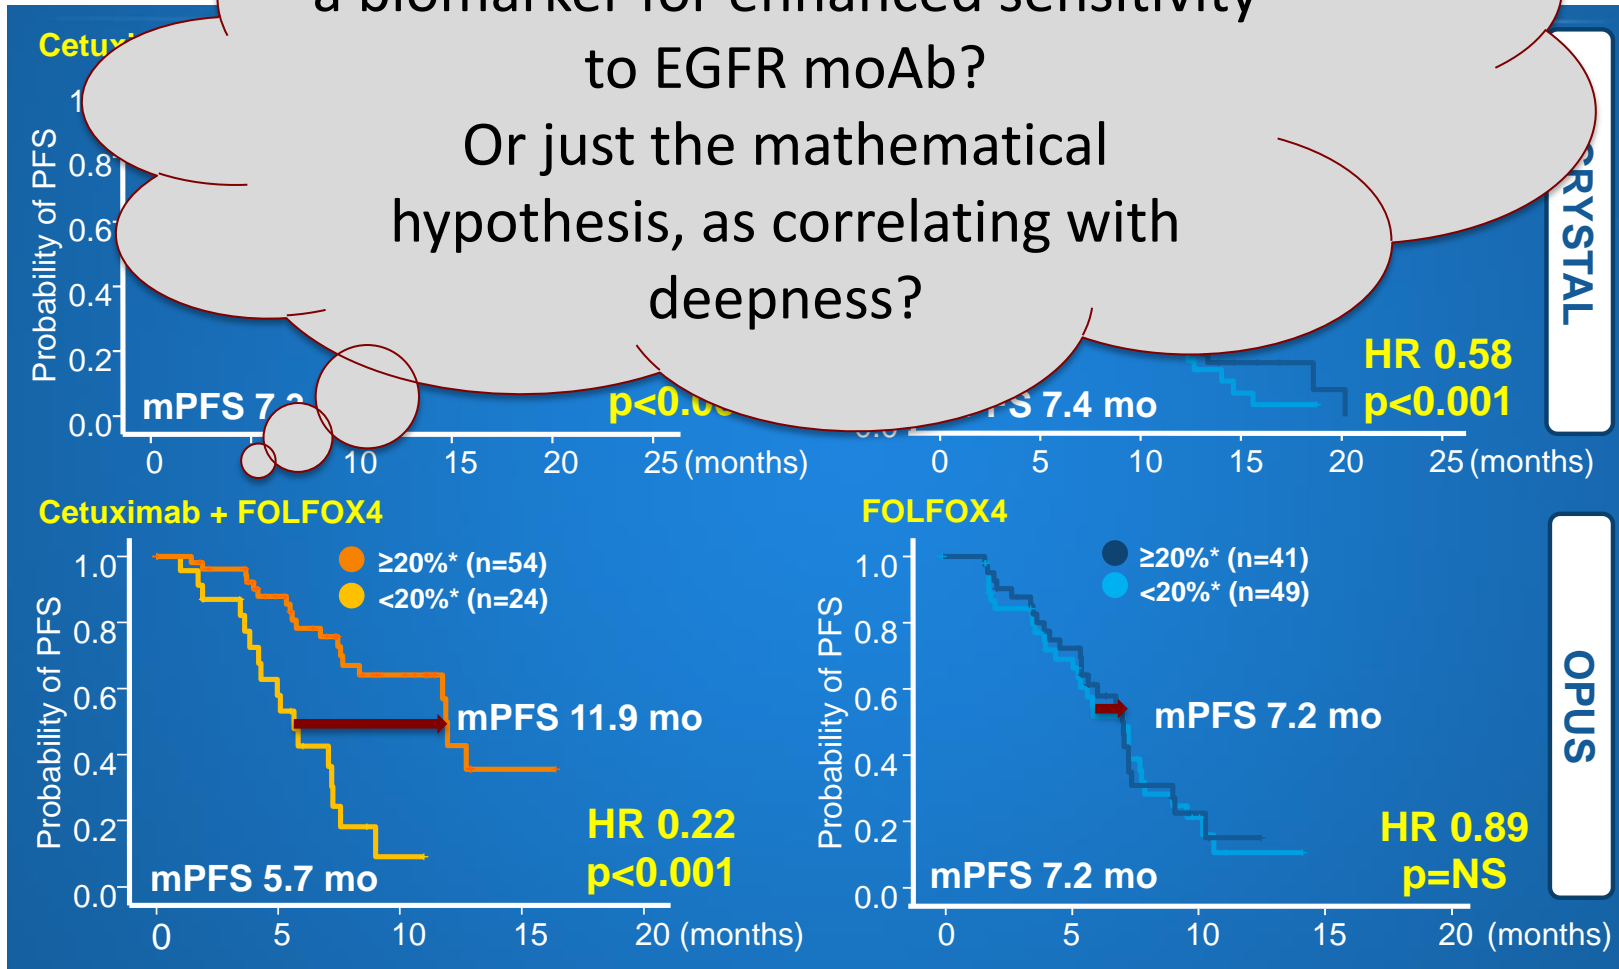 a biomarker for enhanced sensitivity
to EGFR moAb?
Or just the mathematical
hypothesis, as correlating with
deepness?
Probability of PFS
0.8
0.6
0.4
0.2
0.0
0
10
15
20
25 (months)
HR 0.58
p<0.001
7.4 mo
0
5
10
15
20
25 (months)
CRYSTAL
Cetuximab + FOLFOX4
Probability of PFS
1.0
0.8
0.6
0.4
0.2
0.0
≥20%* (n=54)
<20%* (n=24)
mPFS 11.9 mo
HR 0.22
p<0.001
mPFS 5.7 mo
0
5
10
15
20 (months)
FOLFOX4
Probability of PFS
1.0
0.8
0.6
0.4
0.2
0.0
≥20%* (n=41)
<20%* (n=49)
mPFS 7.2 mo
HR 0.89
p=NS
mPFS 7.2 mo
0
5
10
15
20 (months)
OPUS